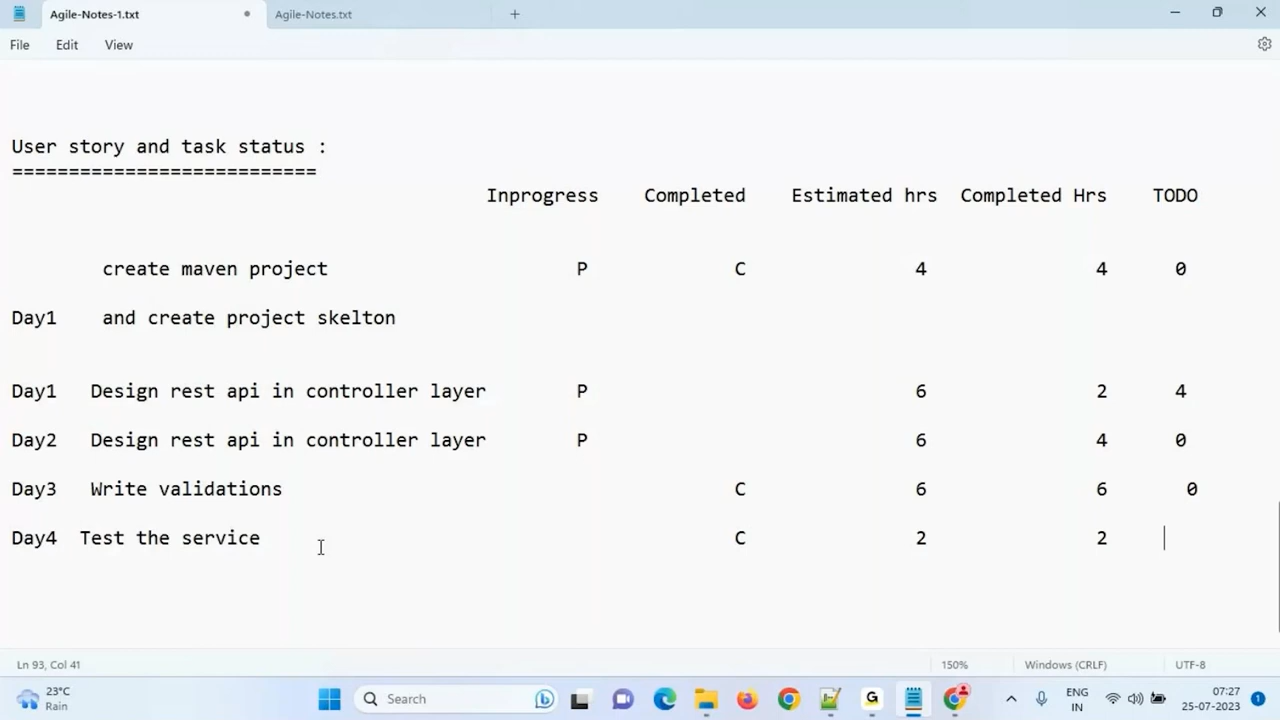 Agile-Notes-1.txt
Agile-Notes.txt
File Edit View
User story and task status :
===========================
Inprogress Completed Estimated hrs Completed Hrs TODO
create maven project P C 4 4 0
Day1 and create project skelton
Day1 Design rest api in controller layer P 6 2 4
Day2 Design rest api in controller layer P 6 4 0
Day3 Write validations C 6 6 0
Day4 Test the service C 2 2
Ln 93, Col 41 150% Windows (CRLF) UTF-8
23°C
Rain
Search
ENG
IN
07:27
25-07-2023
1